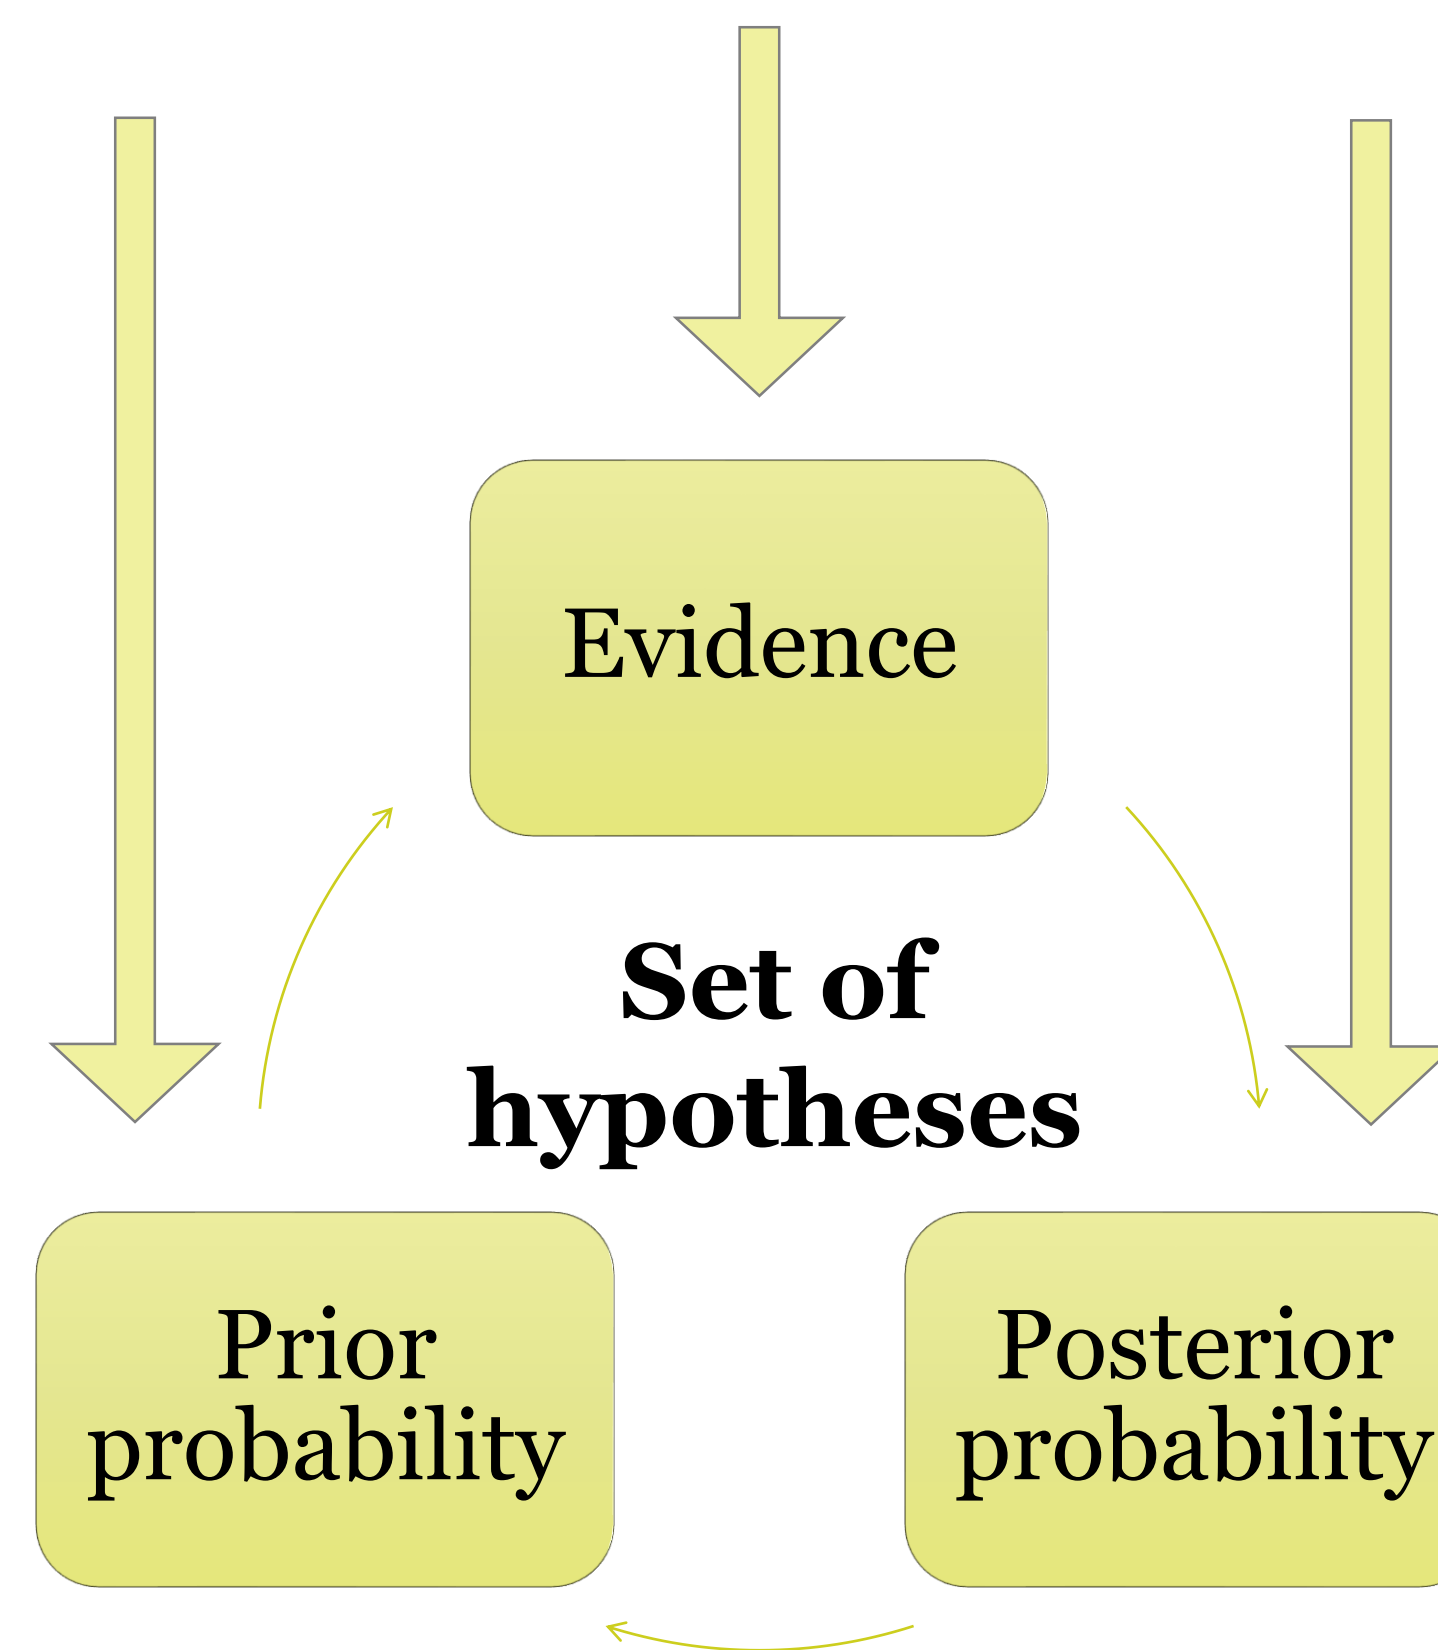 Evidence
Set of
hypotheses
Prior
probability
Posterior
probability